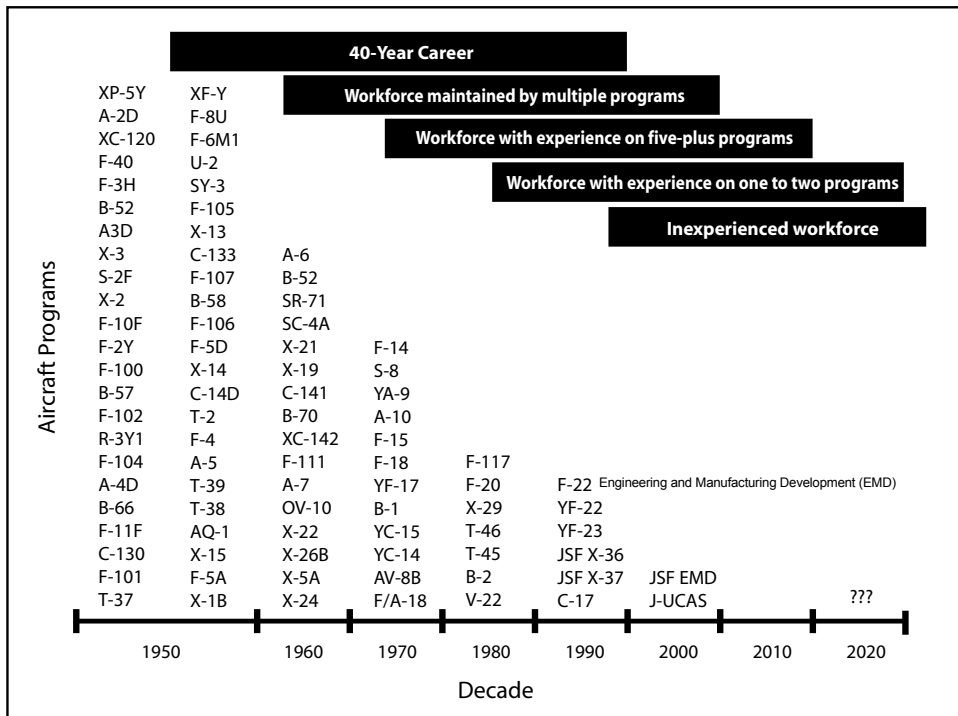 40-Year Career
Workforce maintained by multiple programs
Workforce with experience on five-plus programs
Workforce with experience on one to two programs
Inexperienced workforce
Aircraft Programs
XP-5Y
A-2D
XC-120
F-40
F-3H
B-52
A3D
X-3
S-2F
X-2
F-10F
F-2Y
F-100
B-57
F-102
R-3Y1
F-104
A-4D
B-66
F-11F
C-130
F-101
T-37
XF-Y
F-8U
F-6M1
U-2
SY-3
F-105
X-13
C-133
F-107
B-58
F-106
F-5D
X-14
C-14D
T-2
F-4
A-5
T-39
T-38
AQ-1
X-15
F-5A
X-1B
A-6
B-52
SR-71
SC-4A
X-21
X-19
C-141
B-70
XC-142
F-111
A-7
OV-10
X-22
X-26B
X-5A
X-24
F-14
S-8
YA-9
A-10
F-15
F-18
YF-17
B-1
YC-15
YC-14
AV-8B
F/A-18
F-117
F-20
X-29
T-46
T-45
B-2
V-22
F-22 Engineering and Manufacturing Development (EMD)
YF-22
YF-23
JSF X-36
JSF X-37
C-17
JSF EMD
J-UCAS
???
1950 1960 1970 1980 1990 2000 2010 2020
Decade